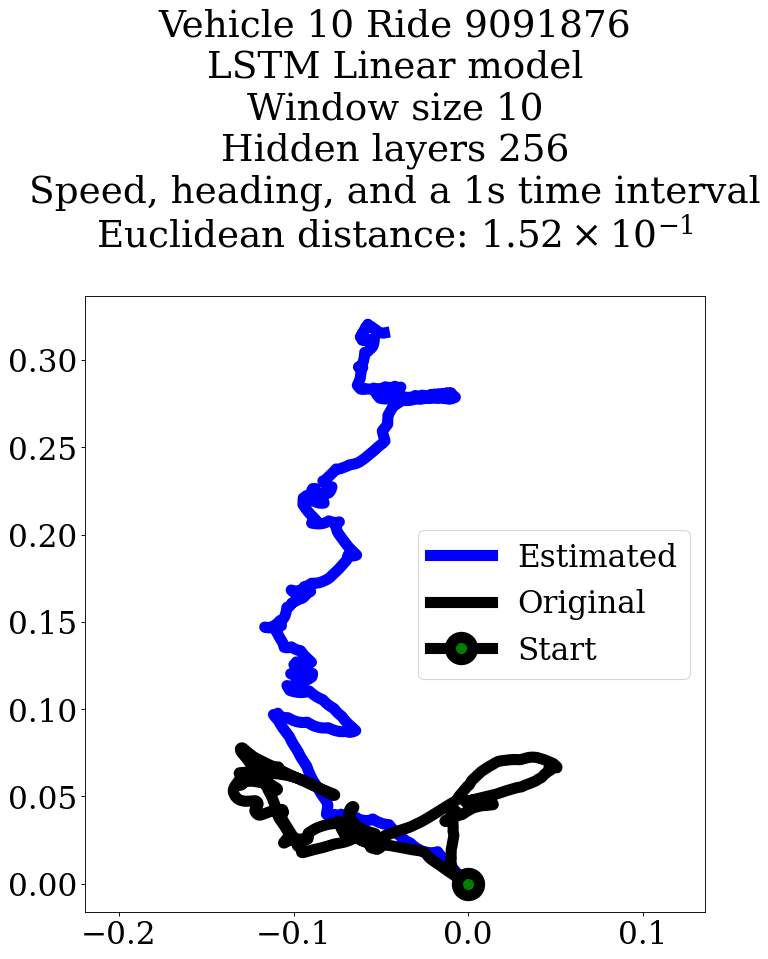 Vehicle 10 Ride 9091876
LSTM Linear model
Window size 10
Hidden layers 256
Speed, heading, and a 1s time interval
Euclidean distance: 1.52 × 10⁻¹
0.30
0.25
0.20
0.15
0.10
0.05
0.00
Estimated
Original
Start
−0.2 −0.1 0.0 0.1